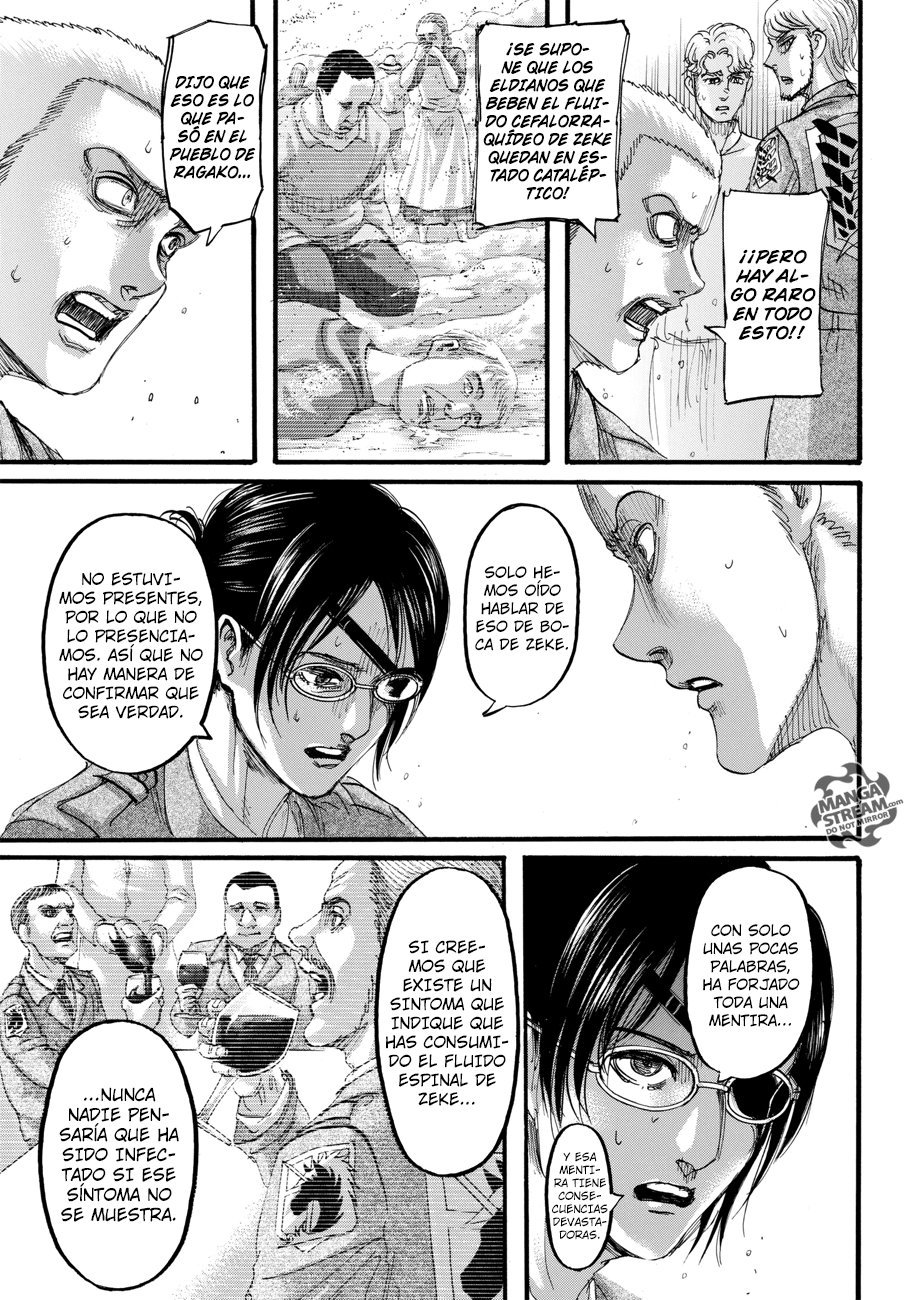 ¡SE SUPO-
NE QUE LOS
ELDIANOS QUE
BEBEN EL FLUI-
DO CEFALORRA-
QUÍDEO DE ZEKE
QUEDAN EN ES-
TADO CATALÉP-
TICO!
¡¡PERO
HAY AL-
GO RARO
EN TODO
ESTO!!
DIJO QUE
ESO ES LO
QUE PA-
SÓ EN EL
PUEBLO DE
RAGAKO...
SOLO HE-
MOS OÍDO
HABLAR DE
ESO DE BO-
CA DE ZEKE.
NO ESTUVI-
MOS PRESENTES,
POR LO QUE NO
LO PRESENCIA-
MOS. ASÍ QUE NO
HAY MANERA DE
CONFIRMAR QUE
SEA VERDAD.
MANGA
STREAM.com
DO NOT MIRROR
CON SOLO
UNAS POCAS
PALABRAS,
HA FORJADO
TODA UNA
MENTIRA...
Y ESA
MENTI-
RA TIENE
CONSE-
CUENCIAS
DEVASTA-
DORAS.
SI CREE-
MOS QUE
EXISTE UN
SINTOMA QUE
INDIQUE QUE
HAS CONSUMI-
DO EL FLUIDO
ESPINAL DE
ZEKE...
...NUNCA
NADIE PEN-
SARÍA QUE HA
SIDO INFEC-
TADO SI ESE
SÍNTOMA NO
SE MUESTRA.